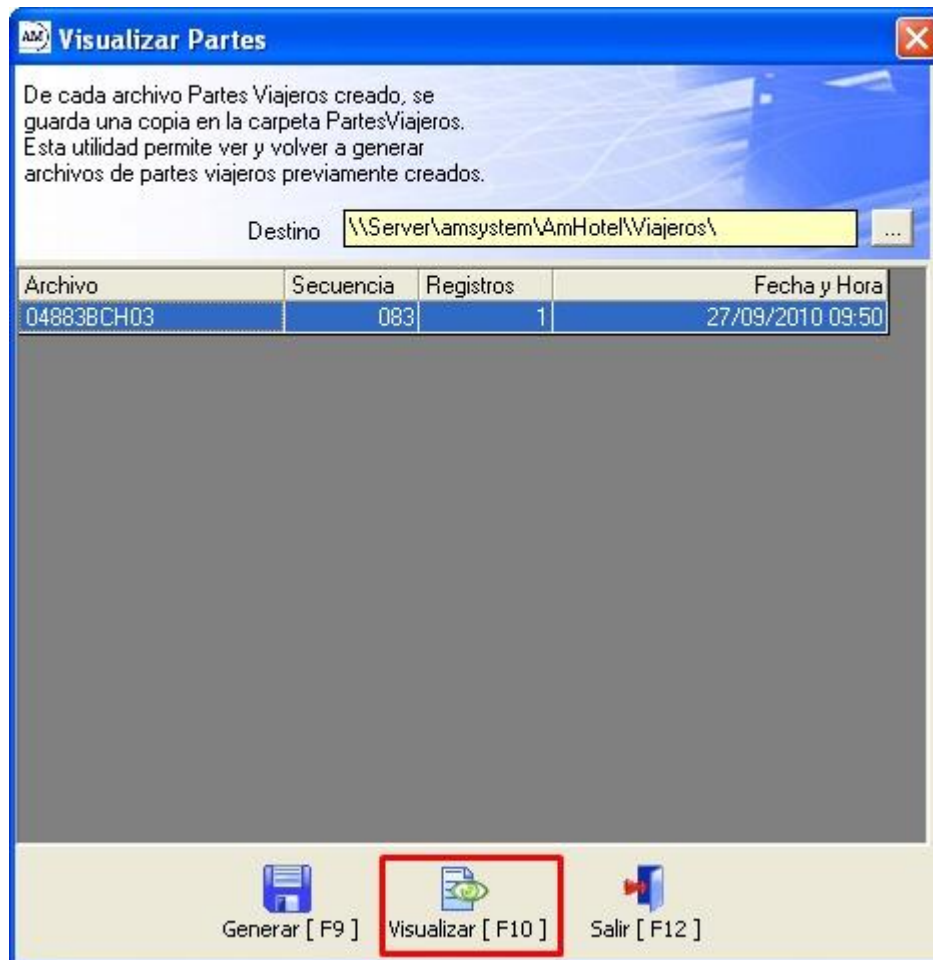 AM Visualizar Partes
De cada archivo Partes Viajeros creado, se
guarda una copia en la carpeta PartesViajeros.
Esta utilidad permite ver y volver a generar
archivos de partes viajeros previamente creados.
Destino \\Server\amsystem\AmHotel\Viajeros\ ...
Archivo Secuencia Registros Fecha y Hora
04883BCH03 083 1 27/09/2010 09:50
Generar [ F9 ] Visualizar [ F10 ] Salir [ F12 ]